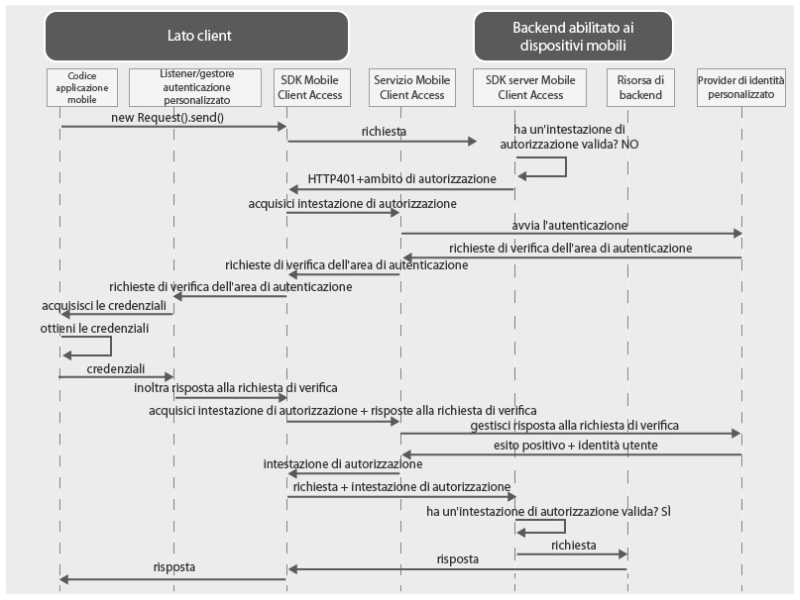 Lato client
Backend abilitato ai
dispositivi mobili
Codice
applicazione
mobile
Listener/gestore
autenticazione
personalizzato
SDK Mobile
Client Access
Servizio Mobile
Client Access
SDK server Mobile
Client Access
Risorsa di
backend
Provider di identità
personalizzato
new Request().send()
richiesta
ha un'intestazione di
autorizzazione valida? NO
HTTP401+ambito di autorizzazione
acquisici intestazione di autorizzazione
avvia l'autenticazione
richieste di verifica dell'area di autenticazione
richieste di verifica dell'area di autenticazione
richieste di verifica dell'area di autenticazione
acquisisci le credenziali
ottieni le credenziali
credenziali
inoltra risposta alla richiesta di verifica
acquisici intestazione di autorizzazione + risposte alla richiesta di verifica
gestisci risposta alla richiesta di verifica
esito positivo + identità utente
intestazione di autorizzazione
richiesta + intestazione di autorizzazione
ha un'intestazione di autorizzazione valida? SÌ
richiesta
risposta
risposta